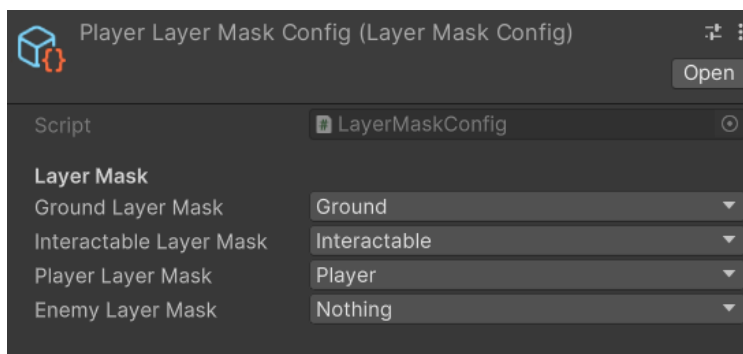 Player Layer Mask Config (Layer Mask Config)
Open
Script # LayerMaskConfig
Layer Mask
Ground Layer Mask Ground
Interactable Layer Mask Interactable
Player Layer Mask Player
Enemy Layer Mask Nothing